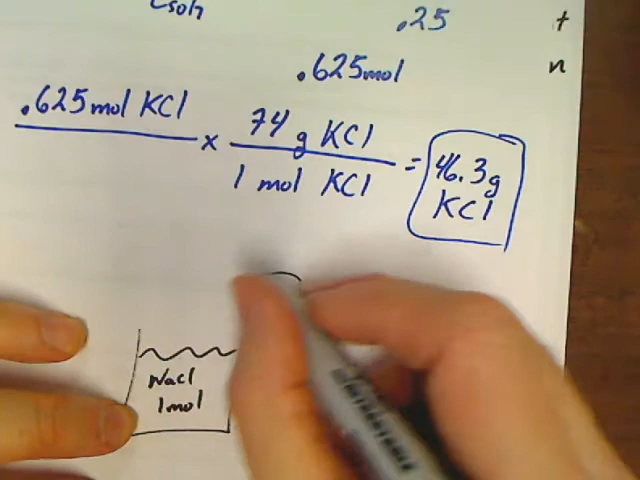 .25 t
.625mol n
.625mol KCl x 74g KCl = 46.3g
1 mol KCl KCl
NaCl
1mol